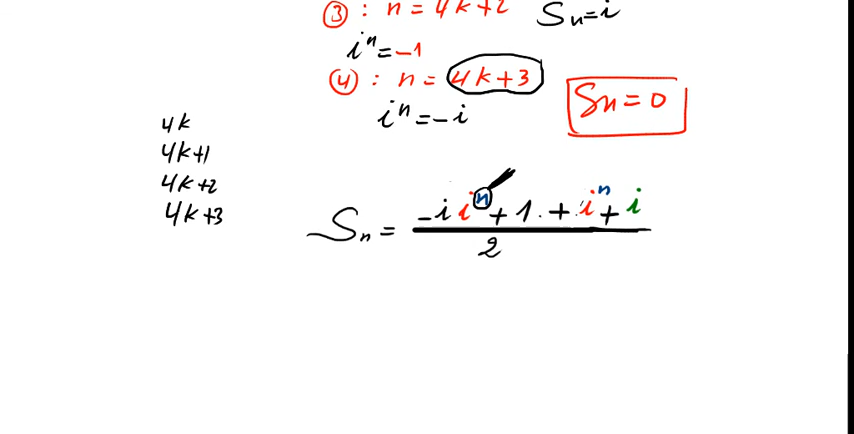 ③ : n = 4k+2 Sn=i
iⁿ=-1
④ : n = 4k+3
iⁿ=-i
Sn=0
4k
4k+1
4k+2
4k+3
Sn = (-i iⁿ + 1 . + iⁿ + i) / 2